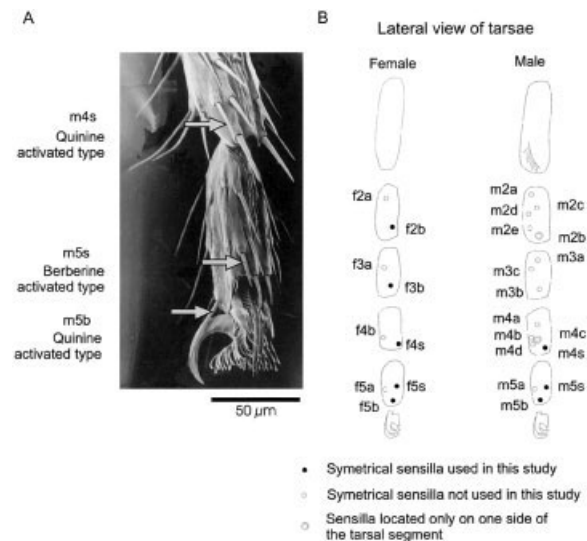 A
m4s
Quinine
activated type
m5s
Berberine
activated type
m5b
Quinine
activated type
50 µm
B
Lateral view of tarsae
Female
Male
f2a
f2b
f3a
f3b
f4b
f4s
f5a
f5s
f5b
m2a
m2c
m2d
m2e
m2b
m3a
m3c
m3b
m4a
m4b
m4c
m4d
m4s
m5a
m5s
m5b
Symetrical sensilla used in this study
Symetrical sensilla not used in this study
Sensilla located only on one side
of the tarsal segment